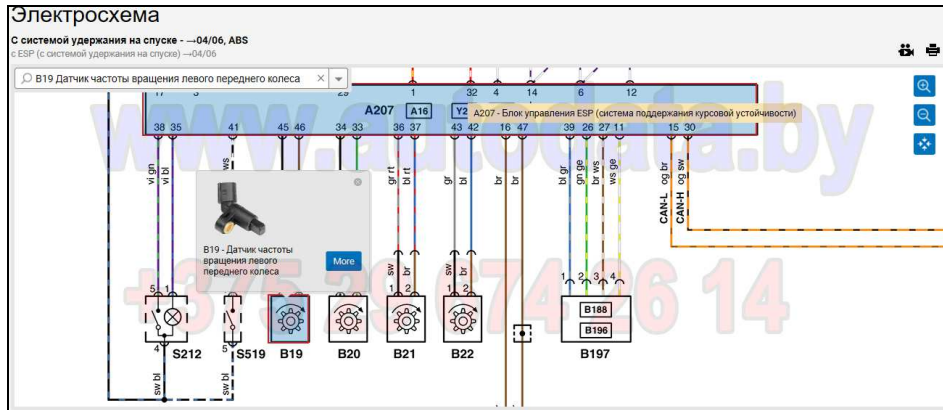 Электросхема
С системой удержания на спуске - →04/06, ABS
с ESP (с системой удержания на спуске) →04/06
B19 Датчик частоты вращения левого переднего колеса
17 3 29 1 32 4 14 6 12
A207 A16 Y2
A207 - Блок управления ESP (система поддержания курсовой устойчивости)
38 35 41 45 46 34 33 36 37 43 42 16 47 39 26 27 11 15 30
vi gn vi bl ws gr rt bl rt gr bl br br bl gr gn ge br ws ws ge CAN-L og br CAN-H og sw
www.autodata.by
B19 - Датчик частоты
вращения левого
переднего колеса
More
sw br sw br
5 1 3 1 2 1 2 1 2 3 4
+375 29 674 26 14
B188
B196
4 S212 5 S519 B19 B20 B21 B22 B197
sw bl sw bl